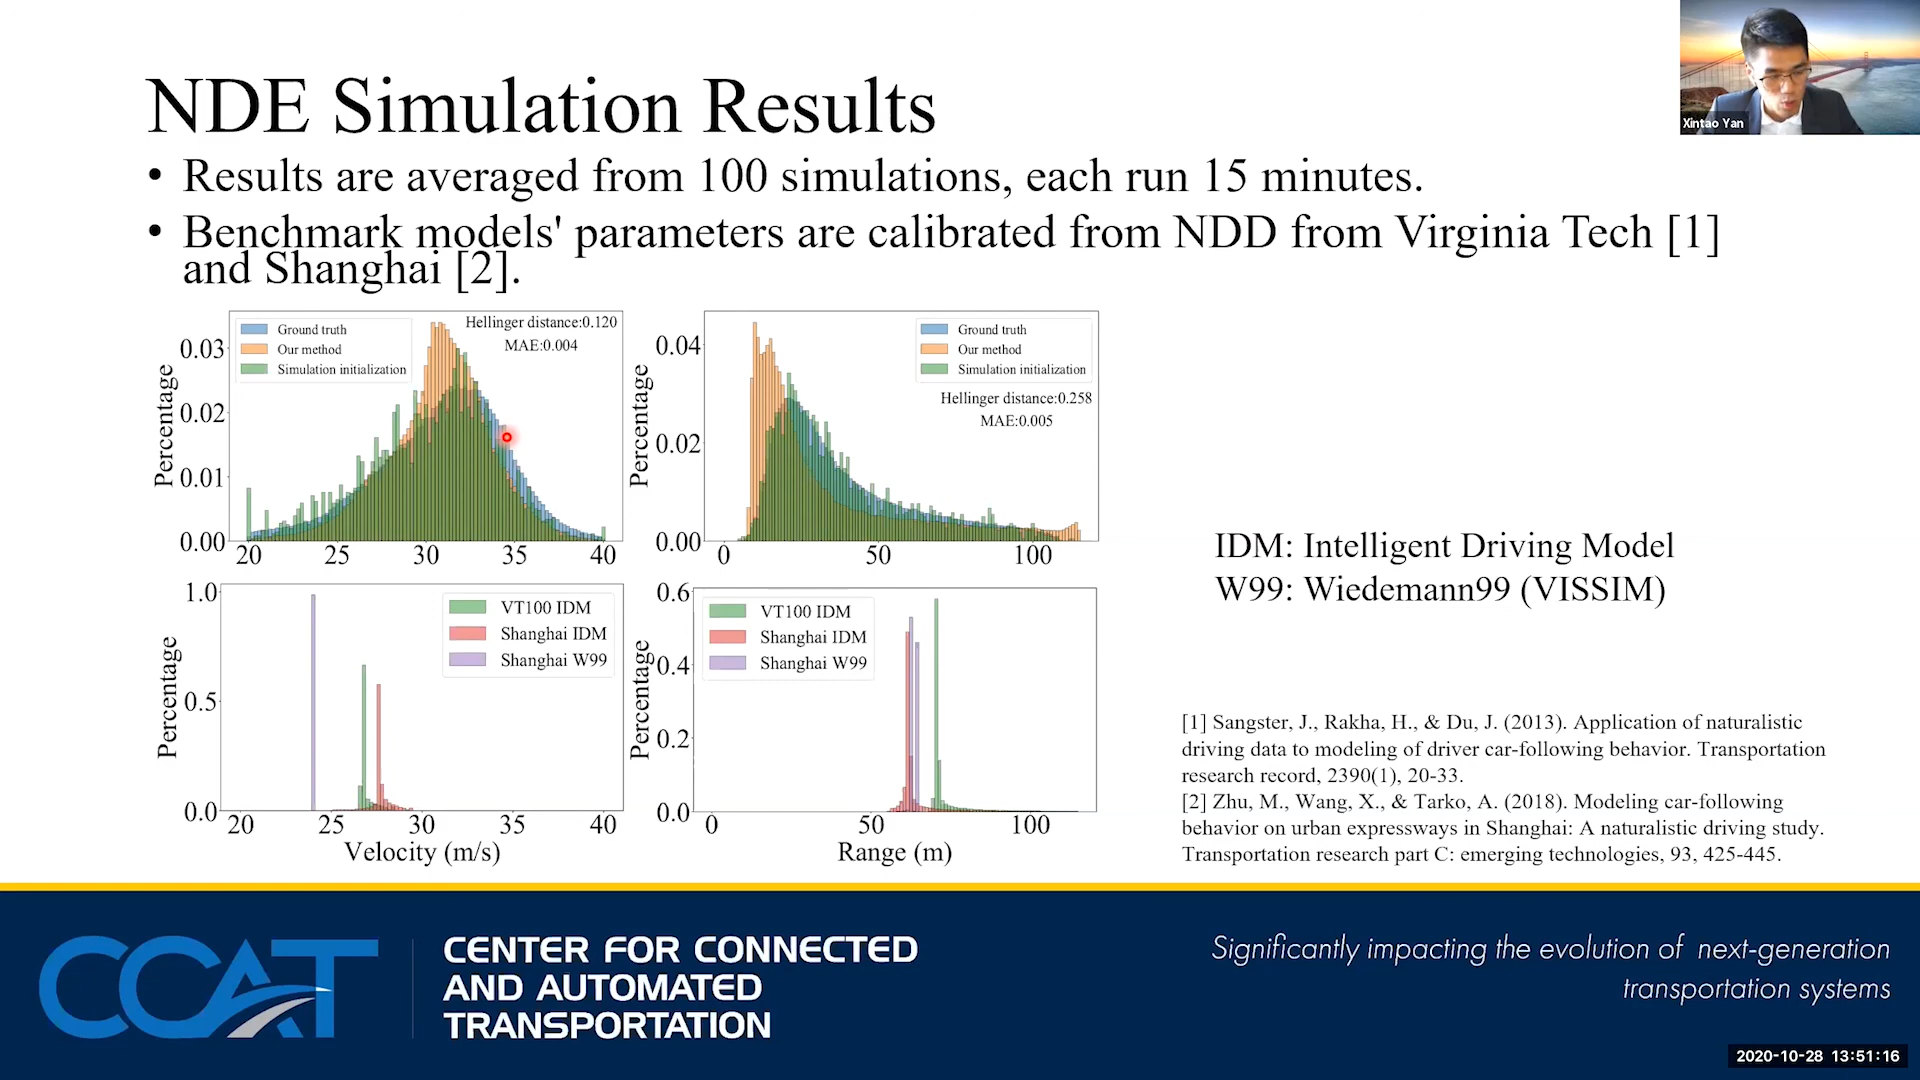 NDE Simulation Results
• Results are averaged from 100 simulations, each run 15 minutes.
• Benchmark models' parameters are calibrated from NDD from Virginia Tech [1]
and Shanghai [2].
Xintao Yan
Ground truth
Our method
Simulation initialization
Hellinger distance:0.120
MAE:0.004
Percentage
0.03
0.02
0.01
0.00
20 25 30 35 40
Ground truth
Our method
Simulation initialization
Hellinger distance:0.258
MAE:0.005
Percentage
0.04
0.02
0.00
0 50 100
VT100 IDM
Shanghai IDM
Shanghai W99
Percentage
1.0
0.5
0.0
20 25 30 35 40
Velocity (m/s)
VT100 IDM
Shanghai IDM
Shanghai W99
Percentage
0.6
0.4
0.2
0.0
0 50 100
Range (m)
IDM: Intelligent Driving Model
W99: Wiedemann99 (VISSIM)
[1] Sangster, J., Rakha, H., & Du, J. (2013). Application of naturalistic
driving data to modeling of driver car-following behavior. Transportation
research record, 2390(1), 20-33.
[2] Zhu, M., Wang, X., & Tarko, A. (2018). Modeling car-following
behavior on urban expressways in Shanghai: A naturalistic driving study.
Transportation research part C: emerging technologies, 93, 425-445.
CCAT
CENTER FOR CONNECTED
AND AUTOMATED
TRANSPORTATION
Significantly impacting the evolution of next-generation
transportation systems
2020-10-28 13:51:16